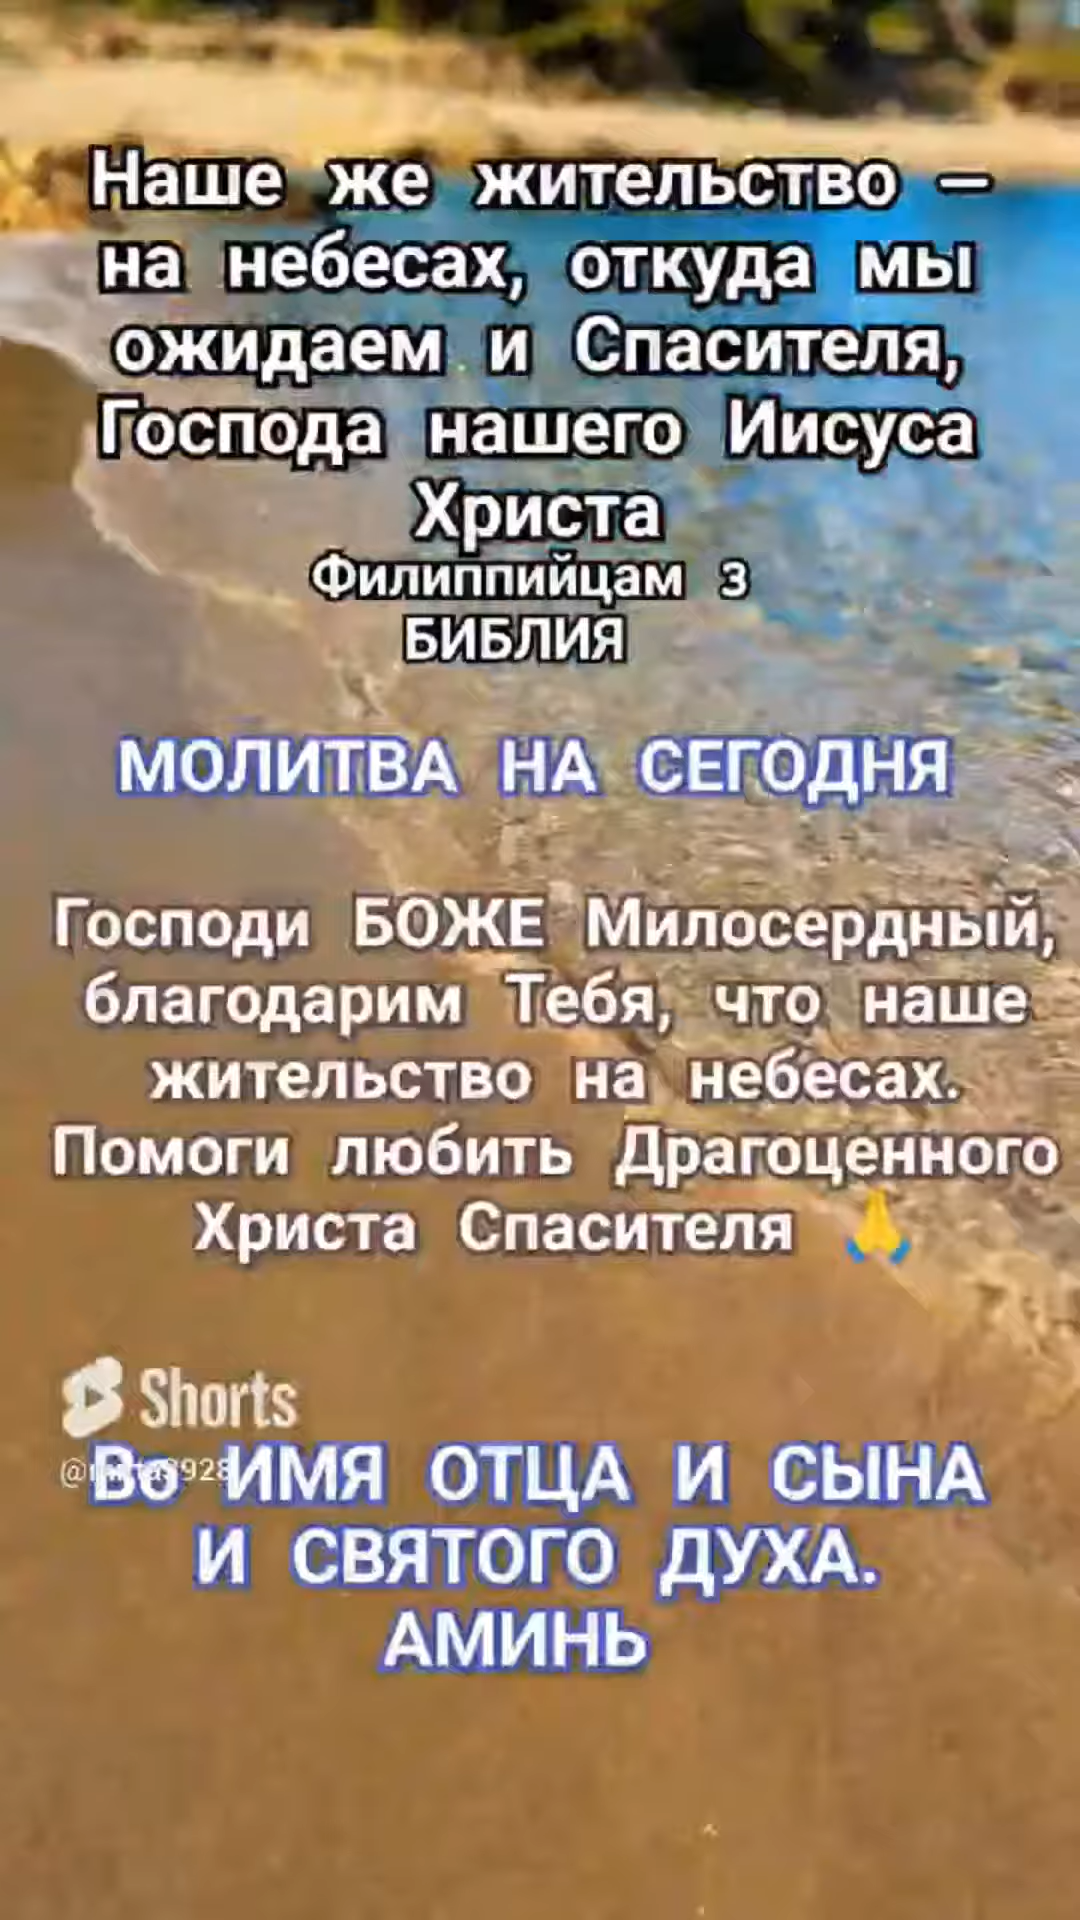 Наше же жительство –
на небесах, откуда мы
ожидаем и Спасителя,
Господа нашего Иисуса
Христа
Филиппийцам 3
БИБЛИЯ
МОЛИТВА НА СЕГОДНЯ
Господи БОЖЕ Милосердный,
благодарим Тебя, что наше
жительство на небесах.
Помоги любить Драгоценного
Христа Спасителя 🙏
Shorts
Во ИМЯ ОТЦА И СЫНА
И СВЯТОГО ДУХА.
АМИНЬ